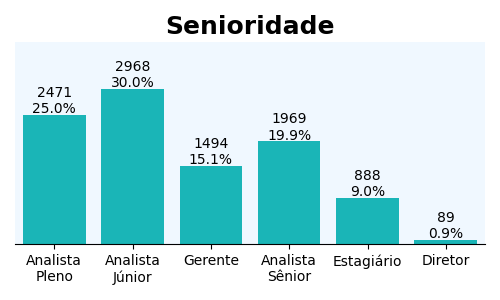 Senioridade
2471
25.0%
2968
30.0%
1494
15.1%
1969
19.9%
888
9.0%
89
0.9%
Analista
Pleno
Analista
Júnior
Gerente
Analista
Sênior
Estagiário
Diretor